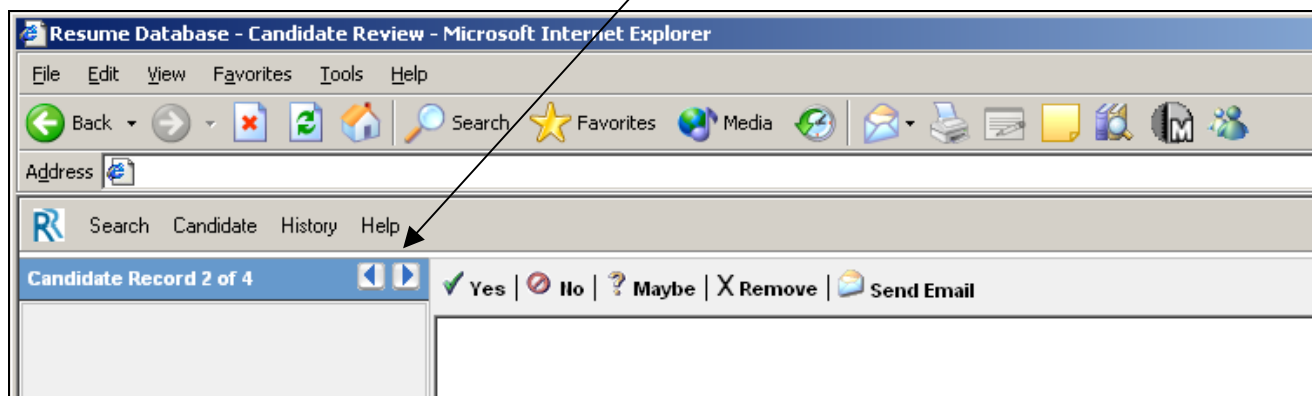 Resume Database - Candidate Review - Microsoft Internet Explorer
File Edit View Favorites Tools Help
Back Search Favorites Media M
Address
R Search Candidate History Help
Candidate Record 2 of 4
Yes | No | ? Maybe | X Remove | Send Email